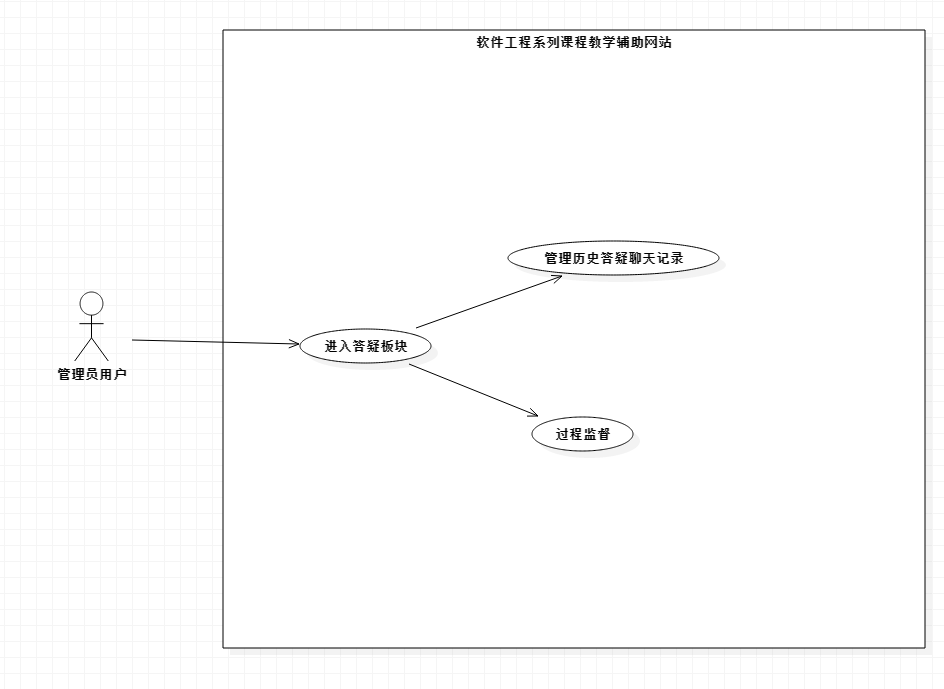 软件工程系列课程教学辅助网站
管理历史答疑聊天记录
进入答疑板块
管理员用户
过程监督